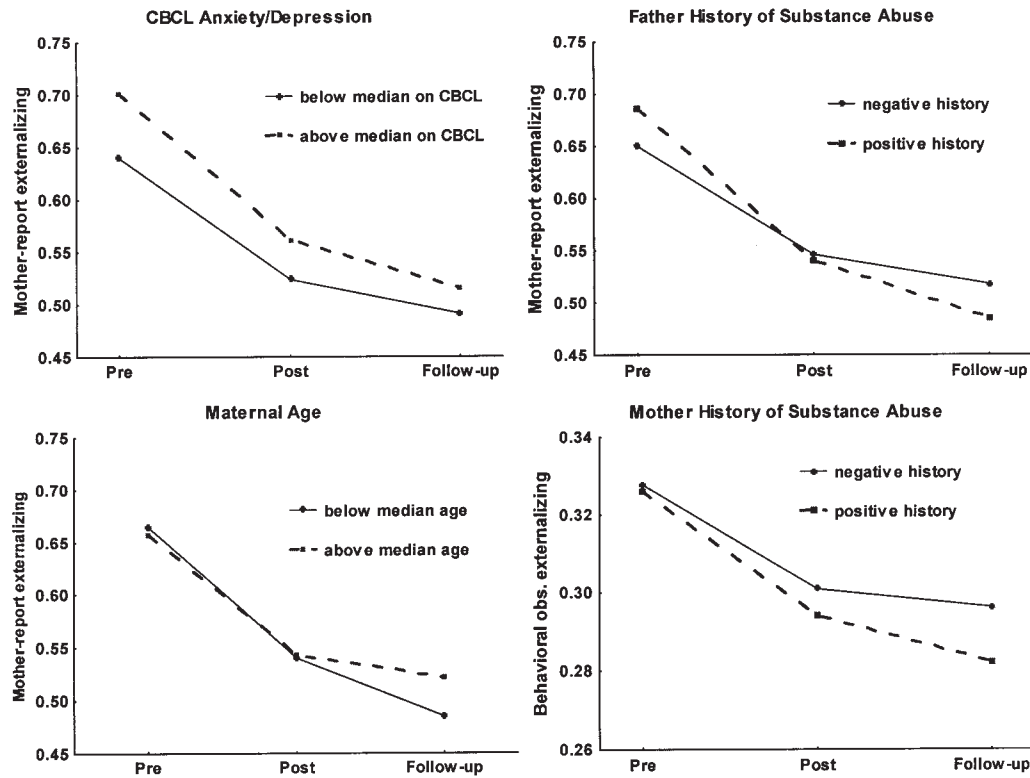 CBCL Anxiety/Depression
Mother-report externalizing
0.75
0.70
0.65
0.60
0.55
0.50
0.45
below median on CBCL
above median on CBCL
Pre
Post
Follow-up
Father History of Substance Abuse
Mother-report externalizing
0.75
0.70
0.65
0.60
0.55
0.50
0.45
negative history
positive history
Pre
Post
Follow-up
Maternal Age
Mother-report externalizing
0.75
0.70
0.65
0.60
0.55
0.50
0.45
below median age
above median age
Pre
Post
Follow-up
Mother History of Substance Abuse
Behavioral obs. externalizing
0.34
0.32
0.30
0.28
0.26
negative history
positive history
Pre
Post
Follow-up